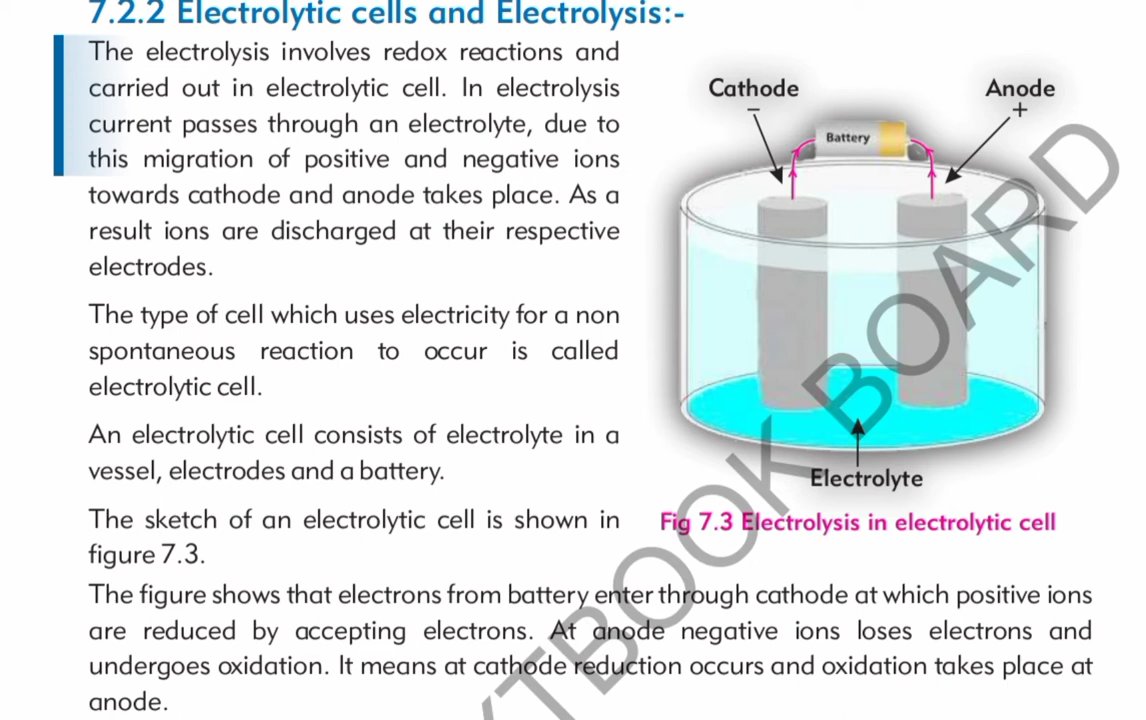 7.2.2 Electrolytic cells and Electrolysis:-
The electrolysis involves redox reactions and
carried out in electrolytic cell. In electrolysis
current passes through an electrolyte, due to
this migration of positive and negative ions
towards cathode and anode takes place. As a
result ions are discharged at their respective
electrodes.
The type of cell which uses electricity for a non
spontaneous reaction to occur is called
electrolytic cell.
An electrolytic cell consists of electrolyte in a
vessel, electrodes and a battery.
The sketch of an electrolytic cell is shown in
figure 7.3.
Cathode
−
Anode
+
Battery
Electrolyte
Fig 7.3 Electrolysis in electrolytic cell
The figure shows that electrons from battery enter through cathode at which positive ions
are reduced by accepting electrons. At anode negative ions loses electrons and
undergoes oxidation. It means at cathode reduction occurs and oxidation takes place at
anode.
XTBOOK BOARD